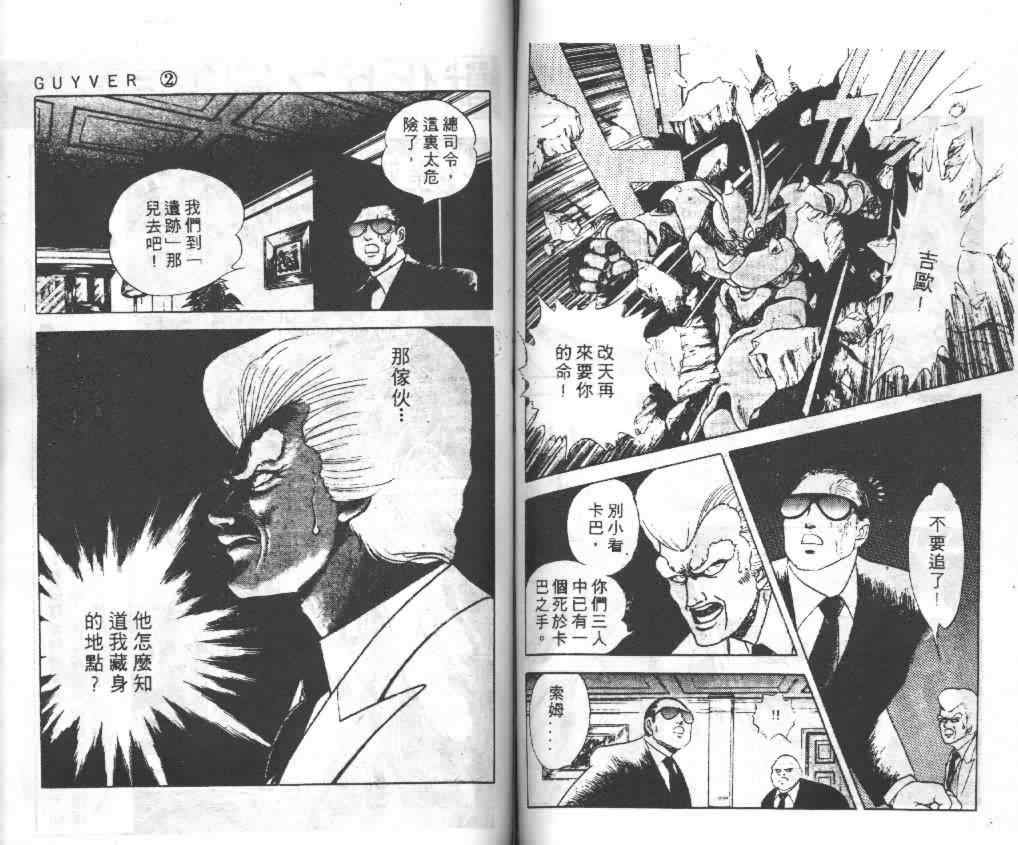 吉歐！
改天再
來要你
的命！
不要追了！
別小看
卡巴，
你們三人
中已有一
個死於卡
巴之手。
!!
索姆‥‥
GUYVER ②
總司令，
這裏太危
險了，
我們到「
遺跡」那
兒去吧！
那傢伙…
他怎麼知
道我藏身
的地點？